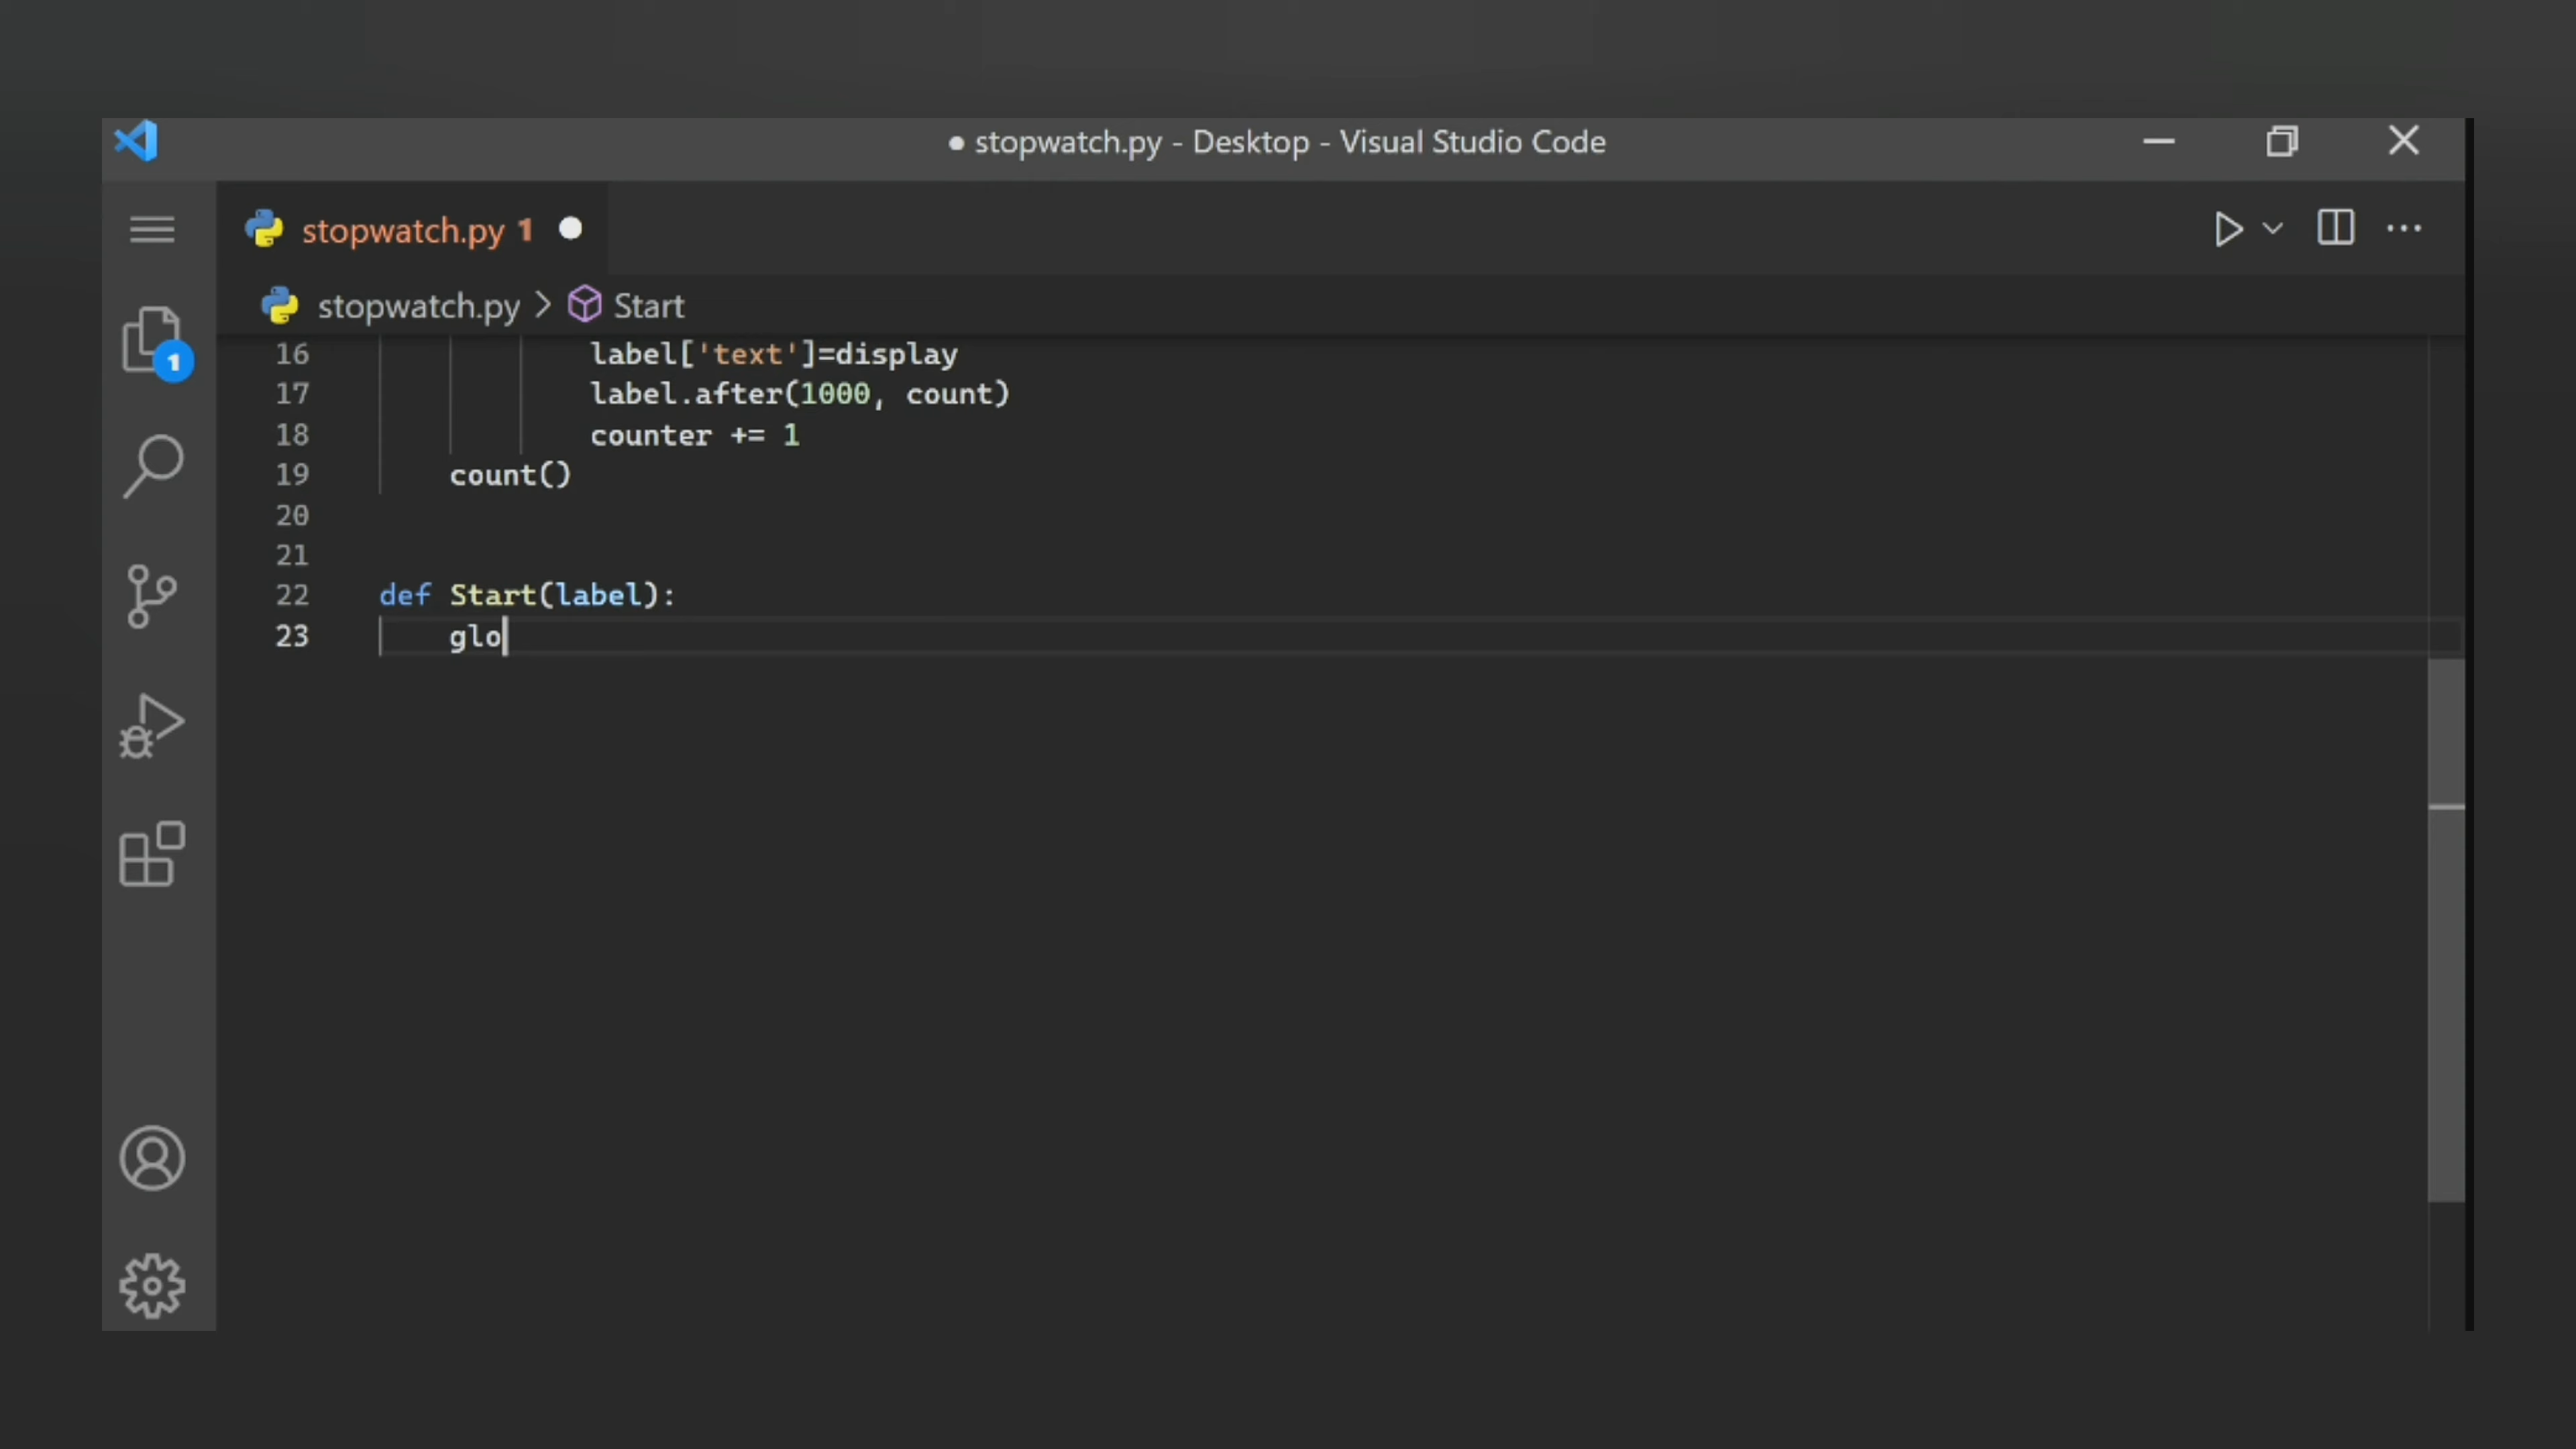 ● stopwatch.py - Desktop - Visual Studio Code
stopwatch.py 1
stopwatch.py > Start
1
16 label['text']=display
17 label.after(1000, count)
18 counter += 1
19 count()
20
21
22 def Start(label):
23 glo